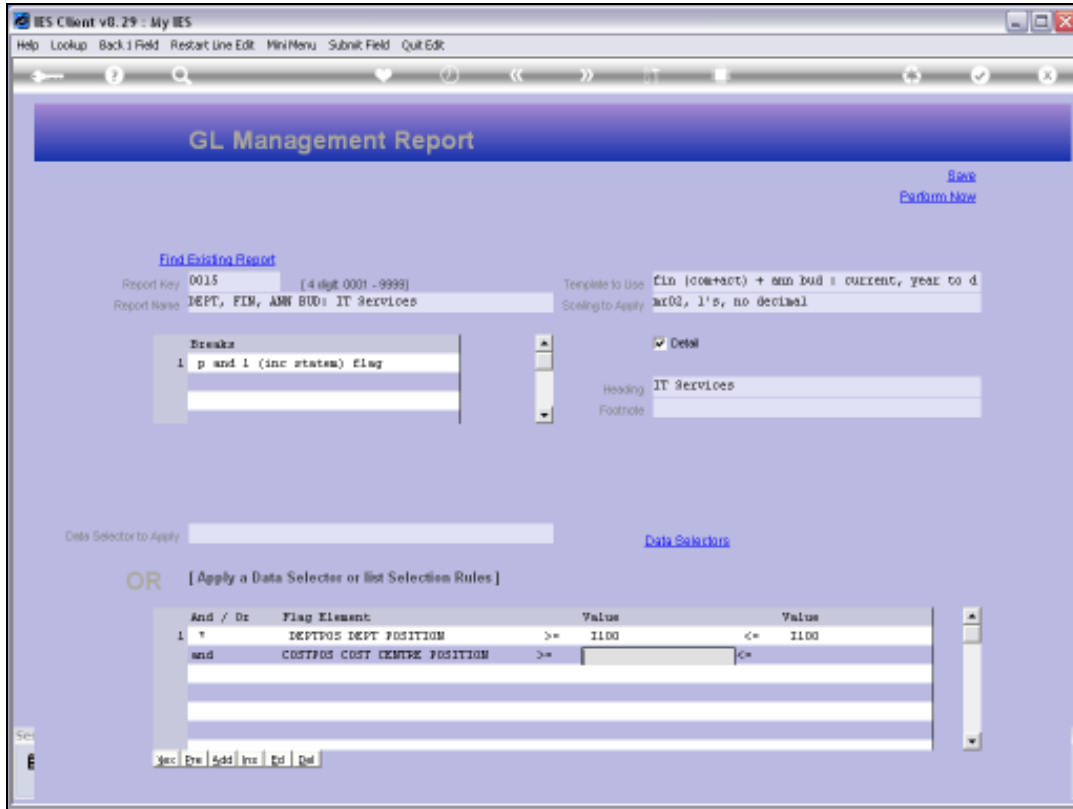 IES Client v8.29 : My IES
Help Lookup Back 1 Field Restart Line Edit MiniMenu Submit Field Quit Edit
GL Management Report
Save
Perform Now
Find Existing Report
Report Key 0015 [ 4 digit: 0001 - 9999]
Template to Use fin (com+act) + ann bud : current, year to d
Report Name DEPT, FIN, ANN BUD: IT Services
Scaling to Apply mr02, 1's, no decimal
Breaks
1 p and l (inc statem) flag
Detail
Heading IT Services
Footnote
Data Selector to Apply
Data Selectors
OR [ Apply a Data Selector or list Selection Rules ]
And / Or Flag Element Value Value
1 * DEPTPOS DEPT POSITION >= I100 <= I100
and COSTPOS COST CENTRE POSITION >= <=
Nex Pre Add Ins Ed Del